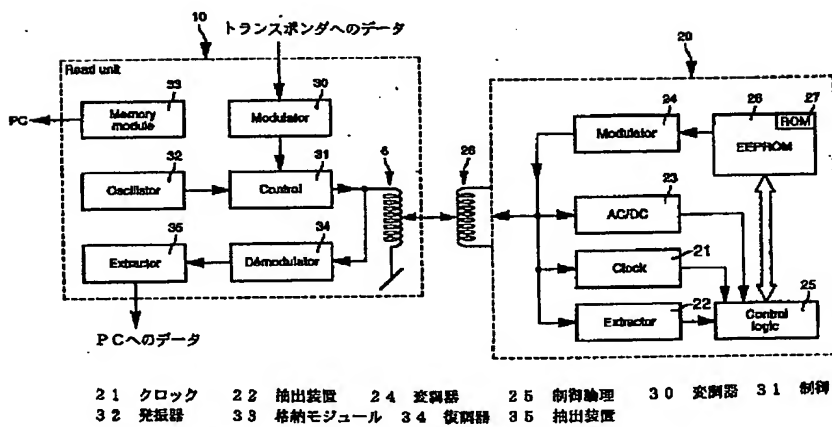 10
トランスポンダへのデータ
20
Read unit
33
Memory module
PC
30
Modulator
24
Modulator
26
ROM
27
EEPROM
32
Oscillator
31
Control
6
28
23
AC/DC
35
Extractor
34
Démodulator
21
Clock
22
Extractor
25
Control logic
PCへのデータ
21 クロック 22 抽出装置 24 変調器 25 制御論理 30 変調器 31 制御
32 発振器 33 格納モジュール 34 復調器 35 抽出装置